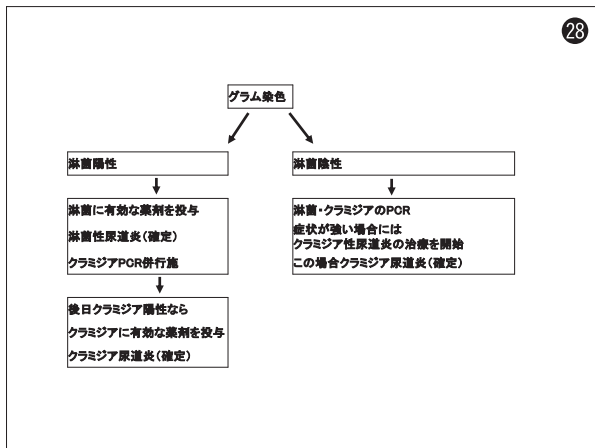 28
グラム染色
淋菌陽性
淋菌陰性
淋菌に有効な薬剤を投与
淋菌性尿道炎(確定)
クラミジアPCR併行施
淋菌・クラミジアのPCR
症状が強い場合には
クラミジア性尿道炎の治療を開始
この場合クラミジア尿道炎(確定)
後日クラミジア陽性なら
クラミジアに有効な薬剤を投与
クラミジア尿道炎(確定)